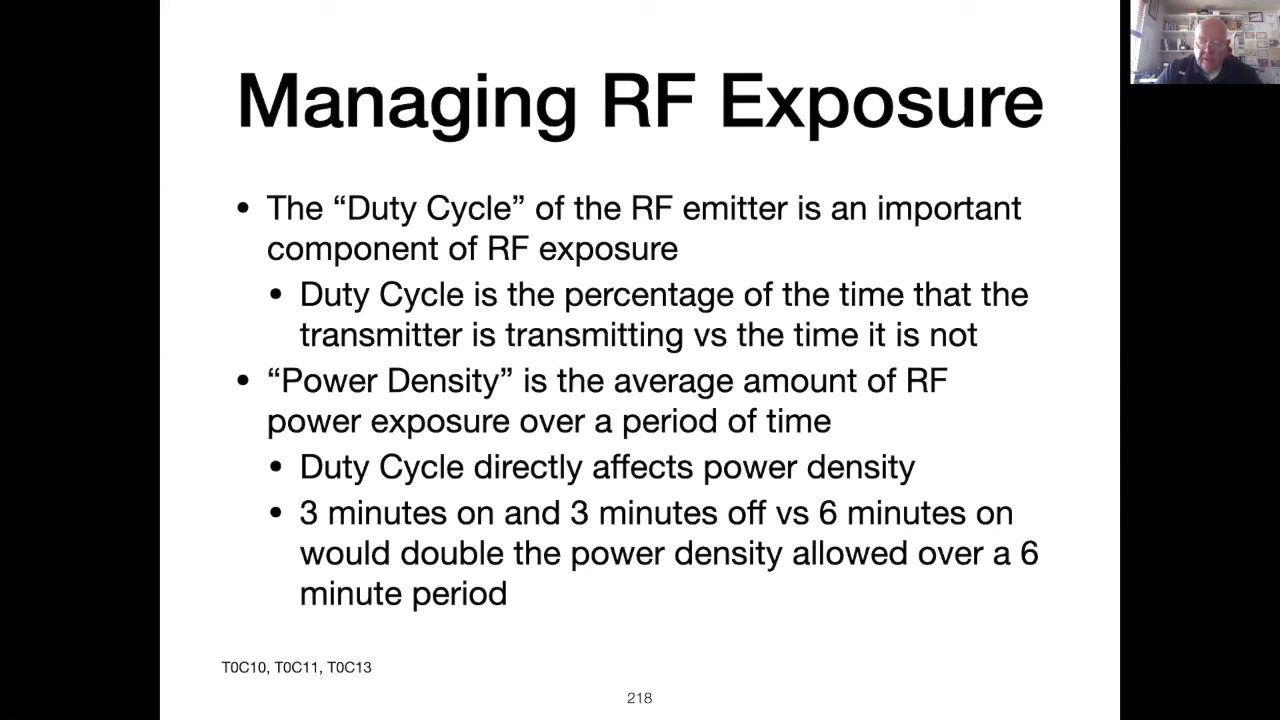 Managing RF Exposure
• The “Duty Cycle” of the RF emitter is an important
component of RF exposure
• Duty Cycle is the percentage of the time that the
transmitter is transmitting vs the time it is not
• “Power Density” is the average amount of RF
power exposure over a period of time
• Duty Cycle directly affects power density
• 3 minutes on and 3 minutes off vs 6 minutes on
would double the power density allowed over a 6
minute period
T0C10, T0C11, T0C13
218